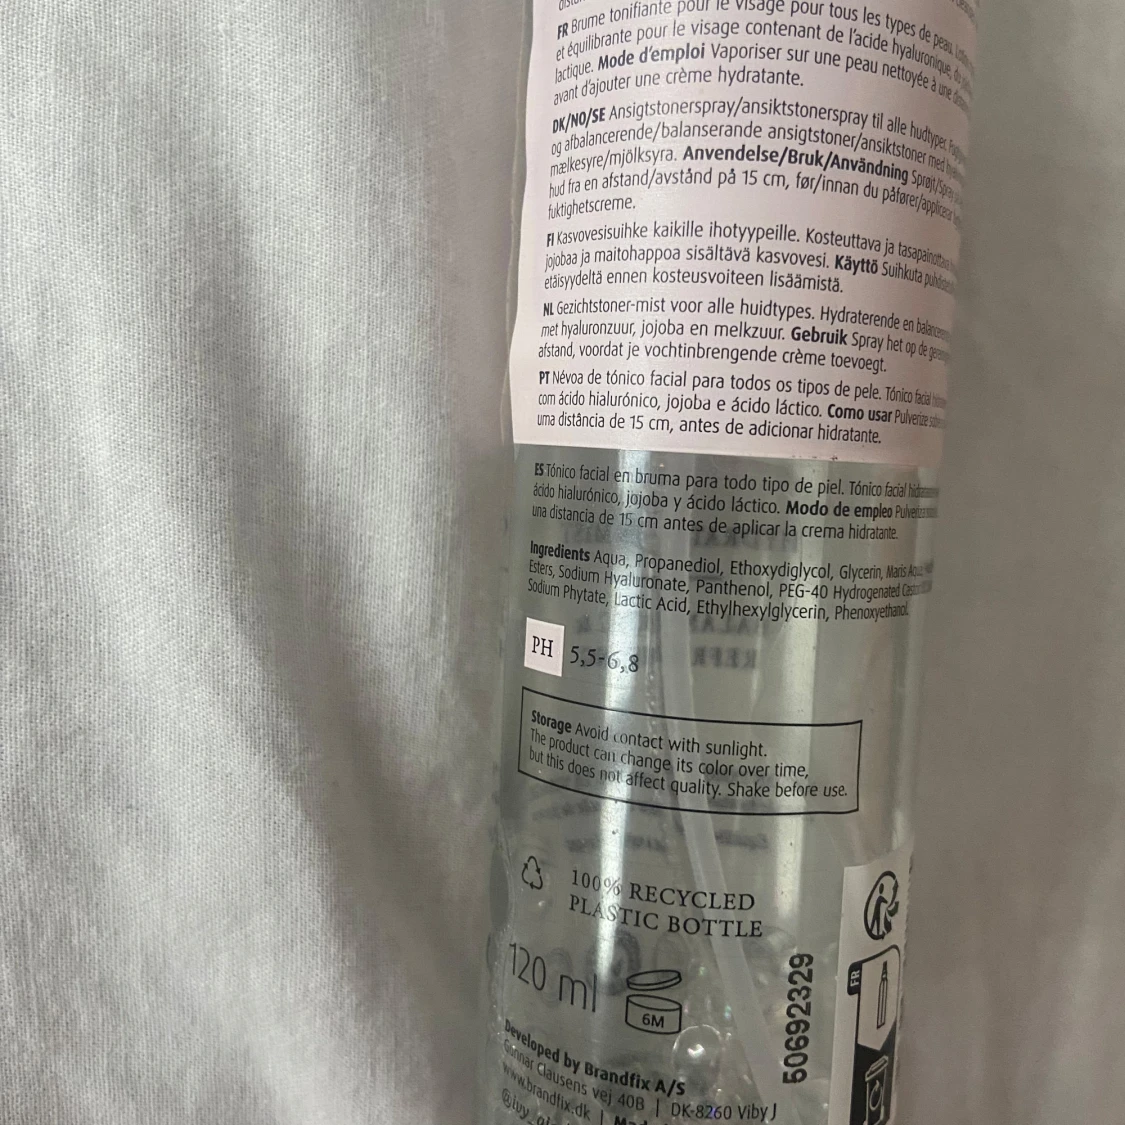 FR Brume tonifiante pour le visage pour tous les types de peau.
et équilibrante pour le visage contenant de l'acide hyaluronique, du
lactique. Mode d'emploi Vaporiser sur une peau nettoyée à une
avant d'ajouter une crème hydratante.
DK/NO/SE Ansigtstonerspray/ansiktstonerspray til alle hudtyper.
og afbalancerende/balanserande ansigtstoner/ansiktstoner med
mælkesyre/mjölksyra. Anvendelse/Bruk/Användning Sprøjt/Spray
hud fra en afstand/avstånd på 15 cm, før/innan du påfører/applicerar
fuktighetscreme.
FI Kasvovesisuihke kaikille ihotyypeille. Kosteuttava ja
jojobaa ja maitohappoa sisältävä kasvovesi. Käyttö Suihkuta
etäisyydeltä ennen kosteusvoiteen lisäämistä.
NL Gezichtstoner-mist voor alle huidtypes. Hydraterende en
met hyaluronzuur, jojoba en melkzuur. Gebruik Spray het op de
afstand, voordat je vochtinbrengende crème toevoegt.
PT Névoa de tónico facial para todos os tipos de pele. Tónico facial
com ácido hialurónico, jojoba e ácido láctico. Como usar Pulverize
uma distância de 15 cm, antes de adicionar hidratante.
ES Tónico facial en bruma para todo tipo de piel. Tónico facial
ácido hialurónico, jojoba y ácido láctico. Modo de empleo
una distancia de 15 cm antes de aplicar la crema hidratante.
Ingredients Aqua, Propanediol, Ethoxydiglycol, Glycerin, Maris
Esters, Sodium Hyaluronate, Panthenol, PEG-40 Hydrogenated
Sodium Phytate, Lactic Acid, Ethylhexylglycerin, Phenoxyethanol.
PH 5,5-6,8
Storage Avoid contact with sunlight.
The product can change its color over time,
but this does not affect quality. Shake before use.
100% RECYCLED
PLASTIC BOTTLE
120 ml
6M
50692329
FR
Developed by Brandfix A/S
Gunnar Clausens vej 40B | DK-8260 Viby J
www.brandfix.dk |